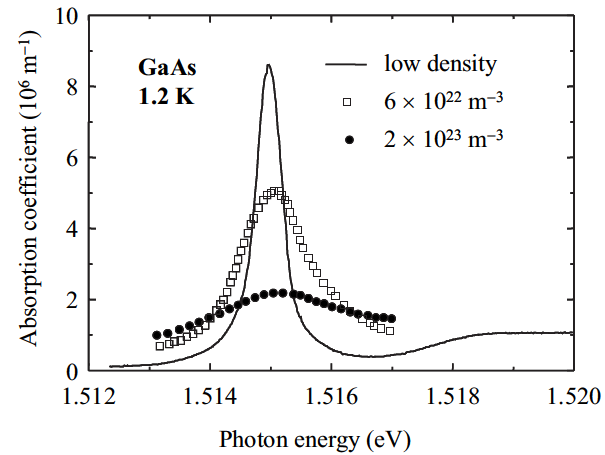 10
8
6
4
2
0
Absorption coefficient (10⁶ m⁻¹)
GaAs
1.2 K
low density
6 × 10²² m⁻³
2 × 10²³ m⁻³
1.512 1.514 1.516 1.518 1.520
Photon energy (eV)